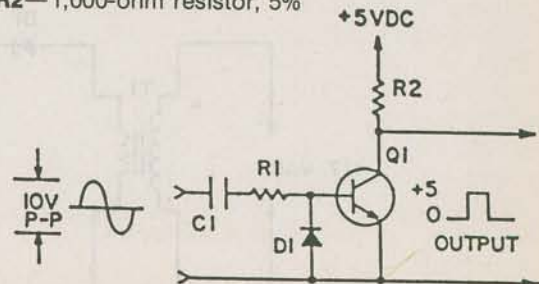 R2—1,000-ohm resistor, 5%
+5VDC
R2
Q1
R1
C1
D1
10V
P-P
+5
0
OUTPUT